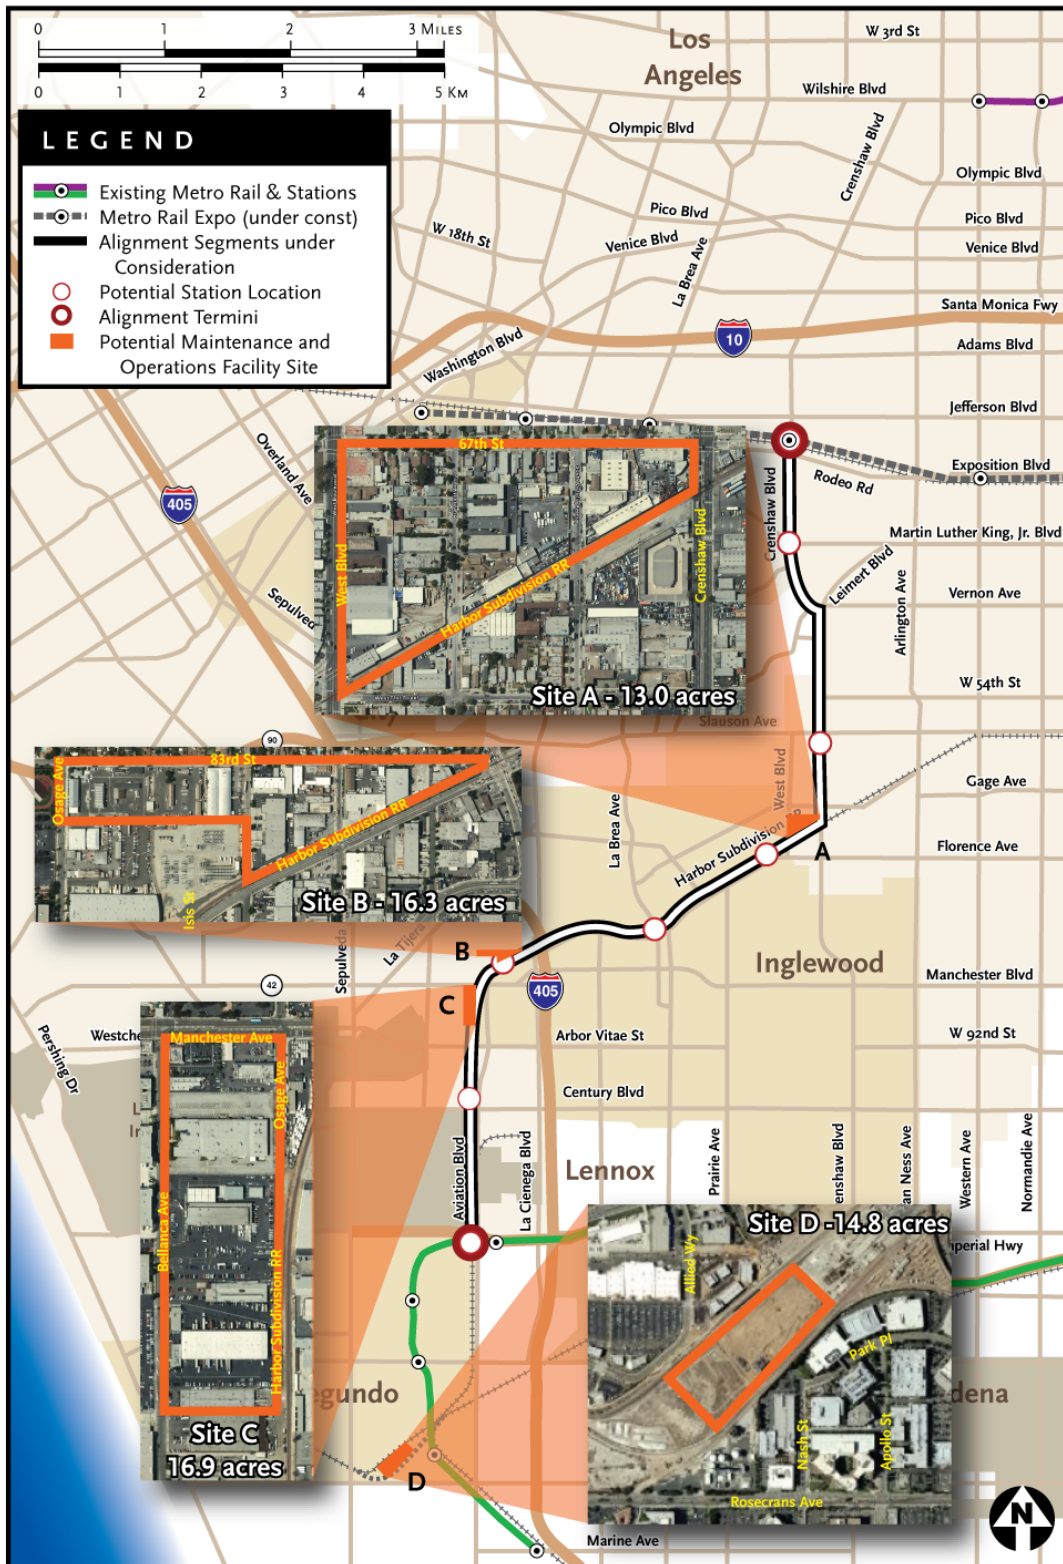 0 1 2 3 MILES
0 1 2 3 4 5 KM
LEGEND
Existing Metro Rail & Stations
Metro Rail Expo (under const)
Alignment Segments under
Consideration
Potential Station Location
Alignment Termini
Potential Maintenance and
Operations Facility Site
Los
Angeles
W 3rd St
Wilshire Blvd
Olympic Blvd
Crenshaw Blvd
Olympic Blvd
Pico Blvd
Pico Blvd
W 18th St
Venice Blvd
Venice Blvd
La Brea Ave
Santa Monica Fwy
10
Washington Blvd
Adams Blvd
Jefferson Blvd
Overland Ave
405
Exposition Blvd
Rodeo Rd
Crenshaw Blvd
Martin Luther King, Jr. Blvd
Leimert Blvd
Arlington Ave
Vernon Ave
Sepulved
67th St
West Blvd
Crenshaw Blvd
Harbor Subdivision RR
Site A - 13.0 acres
W 54th St
Slauson Ave
90
West Blvd
Gage Ave
83rd St
Osage Ave
Harbor Subdivision RR
Isis St
Site B - 16.3 acres
La Brea Ave
Harbor Subdivision
A
Florence Ave
Sepulveda
La Tijera
B
Inglewood
Manchester Blvd
42
C
405
Pershing Dr
Westche
Arbor Vitae St
W 92nd St
Manchester Ave
Osage Ave
Bellanca Ave
Harbor Subdivision RR
Site C
16.9 acres
Century Blvd
Aviation Blvd
La Cienega Blvd
Lennox
Prairie Ave
enshaw Blvd
an Ness Ave
Western Ave
Normandie Ave
Site D -14.8 acres
perial Hwy
Allied Wy
Park Pl
Nash St
Apollo St
Rosecrans Ave
egundo
dena
D
Marine Ave
N